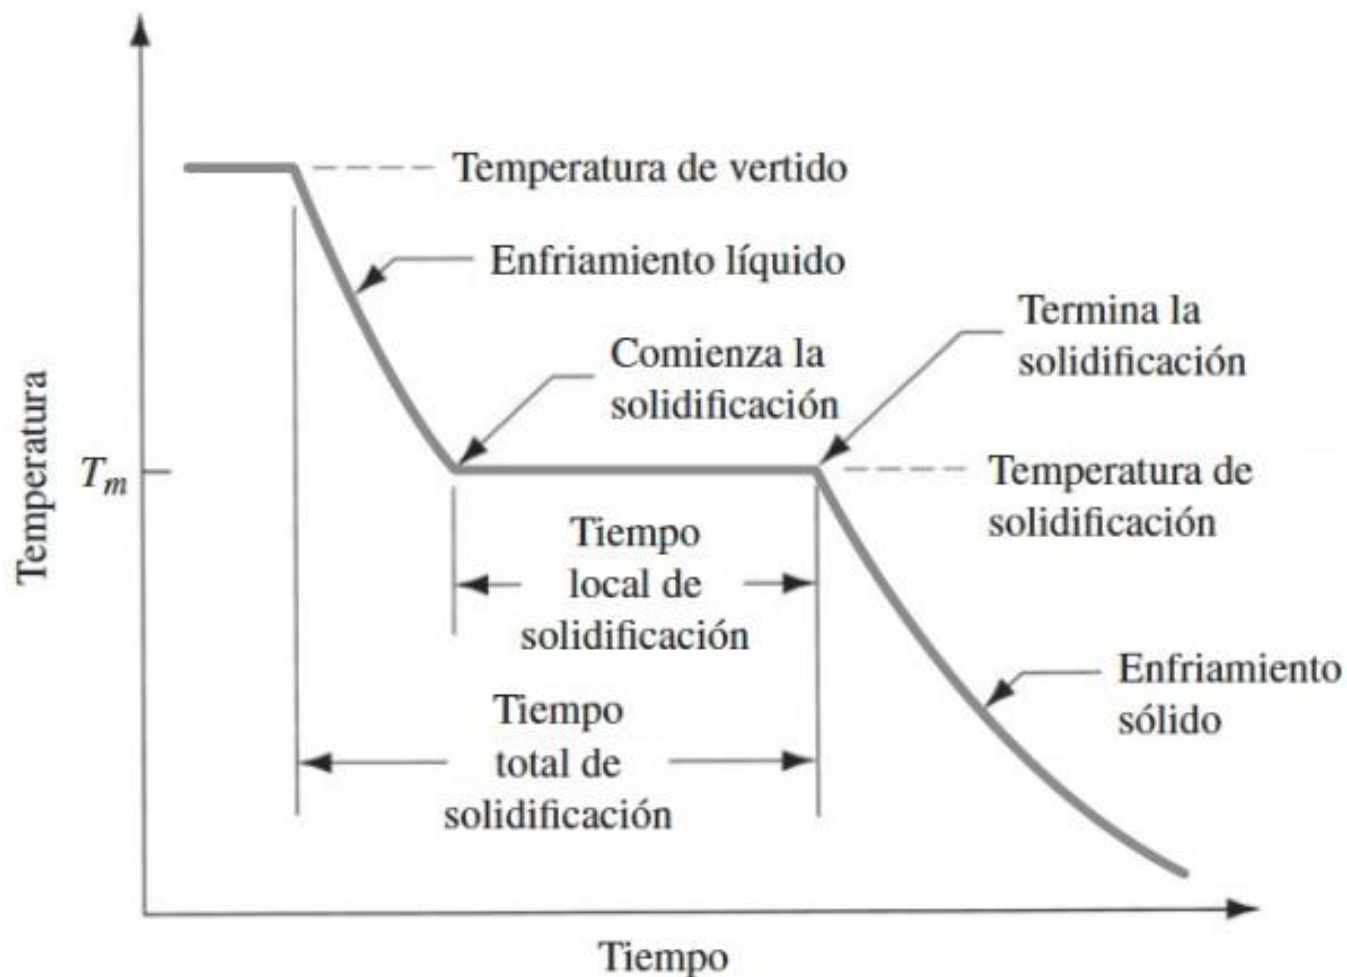 Temperatura de vertido
Enfriamiento líquido
Termina la
solidificación
Comienza la
solidificación
Temperatura
T_m
Temperatura de
solidificación
Tiempo
local de
solidificación
Enfriamiento
sólido
Tiempo
total de
solidificación
Tiempo